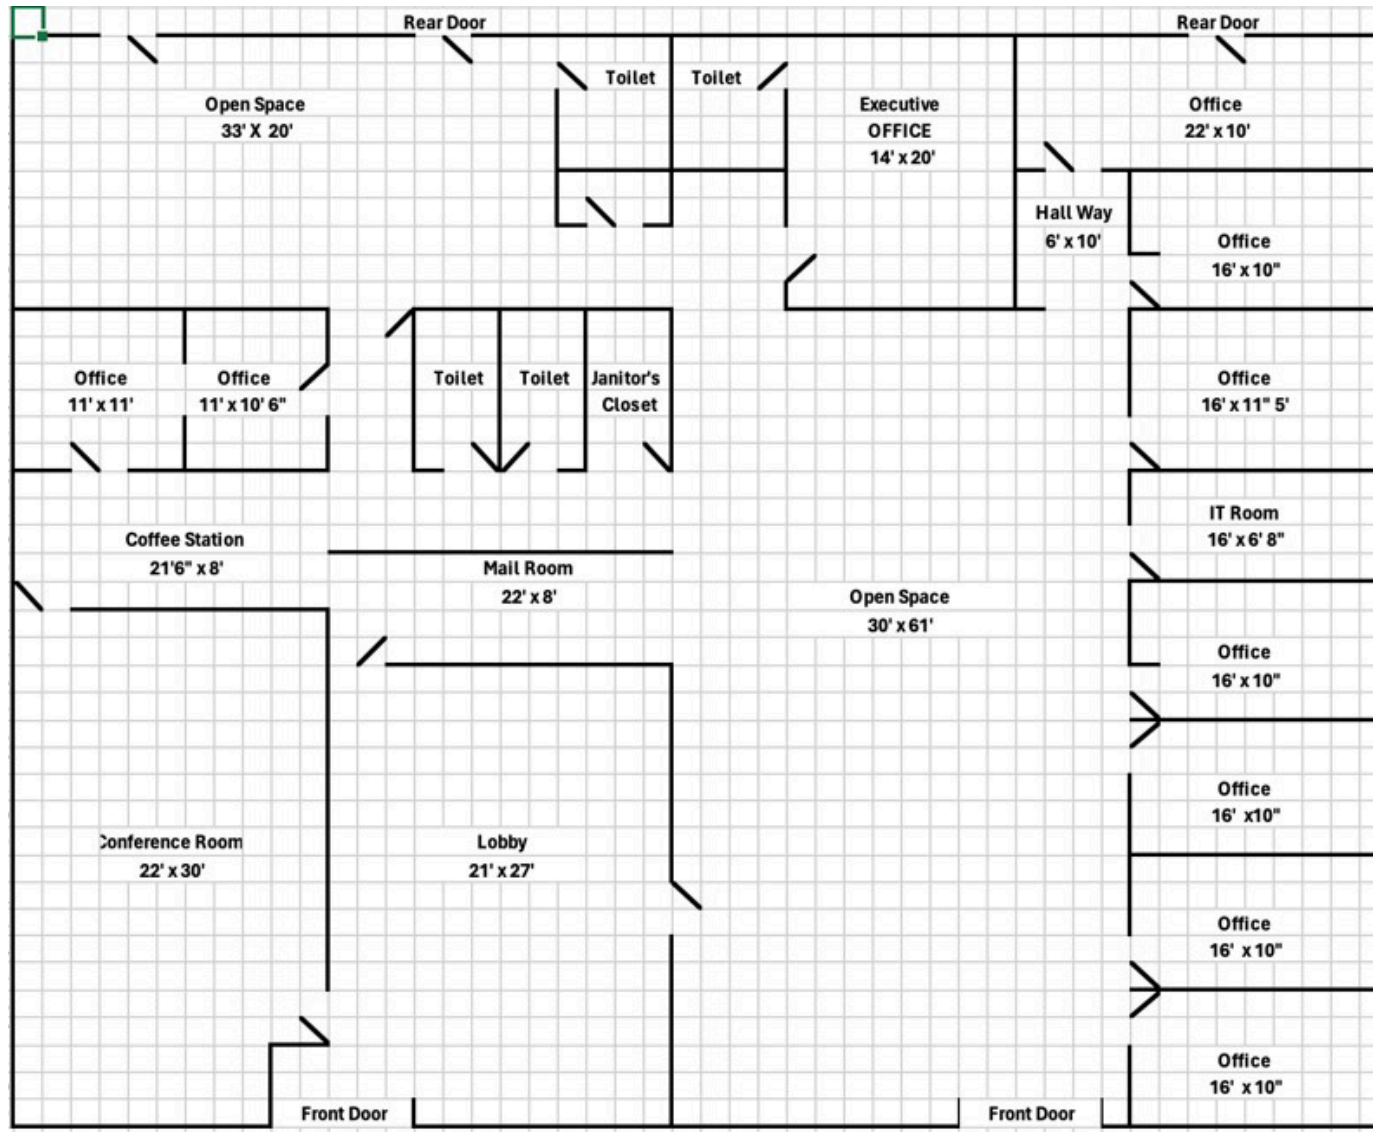 Rear Door
Rear Door
Toilet
Toilet
Open Space
33' X 20'
Executive
OFFICE
14' x 20'
Office
22' x 10'
Hall Way
6' x 10'
Office
16' x 10"
Office
11' x 11'
Office
11' x 10' 6"
Toilet
Toilet
Janitor's
Closet
Office
16' x 11" 5'
Coffee Station
21'6" x 8'
Mail Room
22' x 8'
IT Room
16' x 6' 8"
Open Space
30' x 61'
Office
16' x 10"
Office
16' x10"
Conference Room
22' x 30'
Lobby
21' x 27'
Office
16' x 10"
Office
16' x 10"
Front Door
Front Door